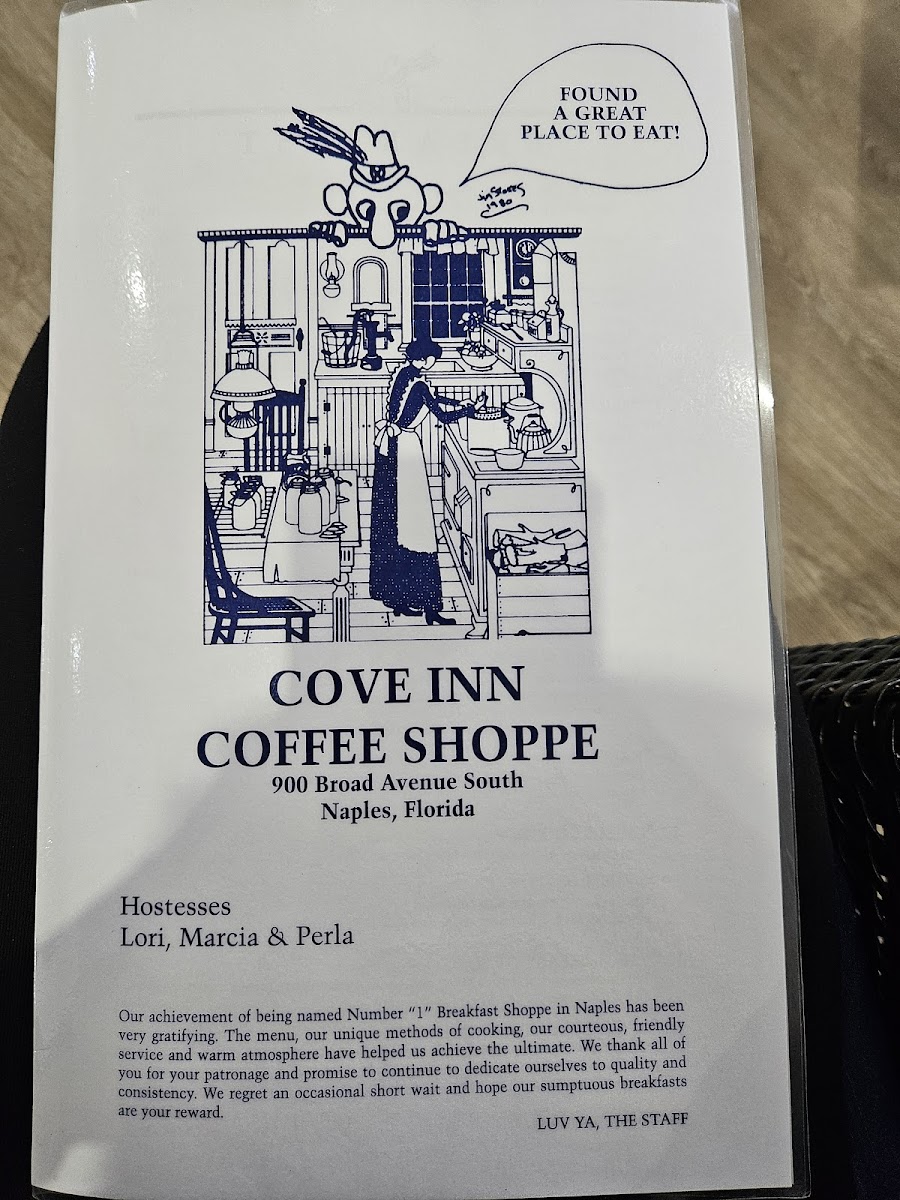 FOUND
A GREAT
PLACE TO EAT!
1980
COVE INN
COFFEE SHOPPE
900 Broad Avenue South
Naples, Florida
Hostesses
Lori, Marcia & Perla
Our achievement of being named Number “1” Breakfast Shoppe in Naples has been
very gratifying. The menu, our unique methods of cooking, our courteous, friendly
service and warm atmosphere have helped us achieve the ultimate. We thank all of
you for your patronage and promise to continue to dedicate ourselves to quality and
consistency. We regret an occasional short wait and hope our sumptuous breakfasts
are your reward.
LUV YA, THE STAFF